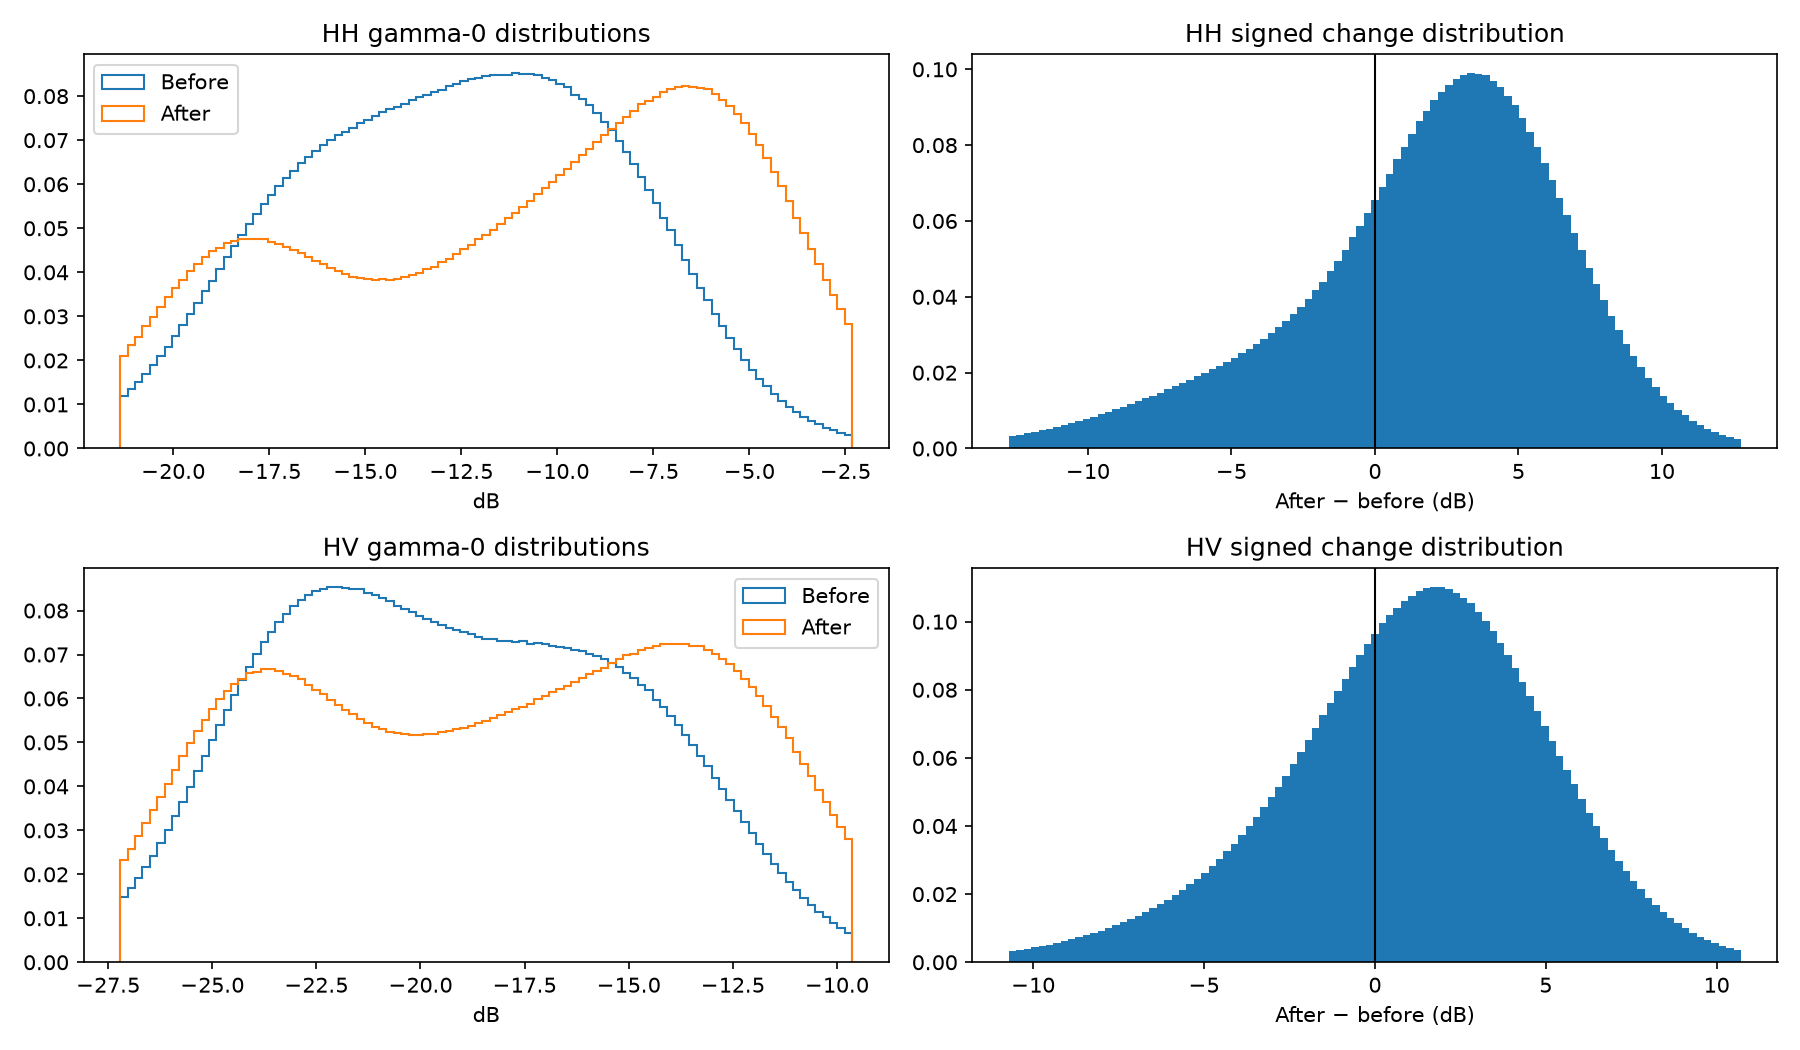 HH gamma-0 distributions
Before
After
0.08
0.07
0.06
0.05
0.04
0.03
0.02
0.01
0.00
−20.0 −17.5 −15.0 −12.5 −10.0 −7.5 −5.0 −2.5
dB
HH signed change distribution
0.10
0.08
0.06
0.04
0.02
0.00
−10 −5 0 5 10
After − before (dB)
HV gamma-0 distributions
Before
After
0.08
0.07
0.06
0.05
0.04
0.03
0.02
0.01
0.00
−27.5 −25.0 −22.5 −20.0 −17.5 −15.0 −12.5 −10.0
dB
HV signed change distribution
0.10
0.08
0.06
0.04
0.02
0.00
−10 −5 0 5 10
After − before (dB)